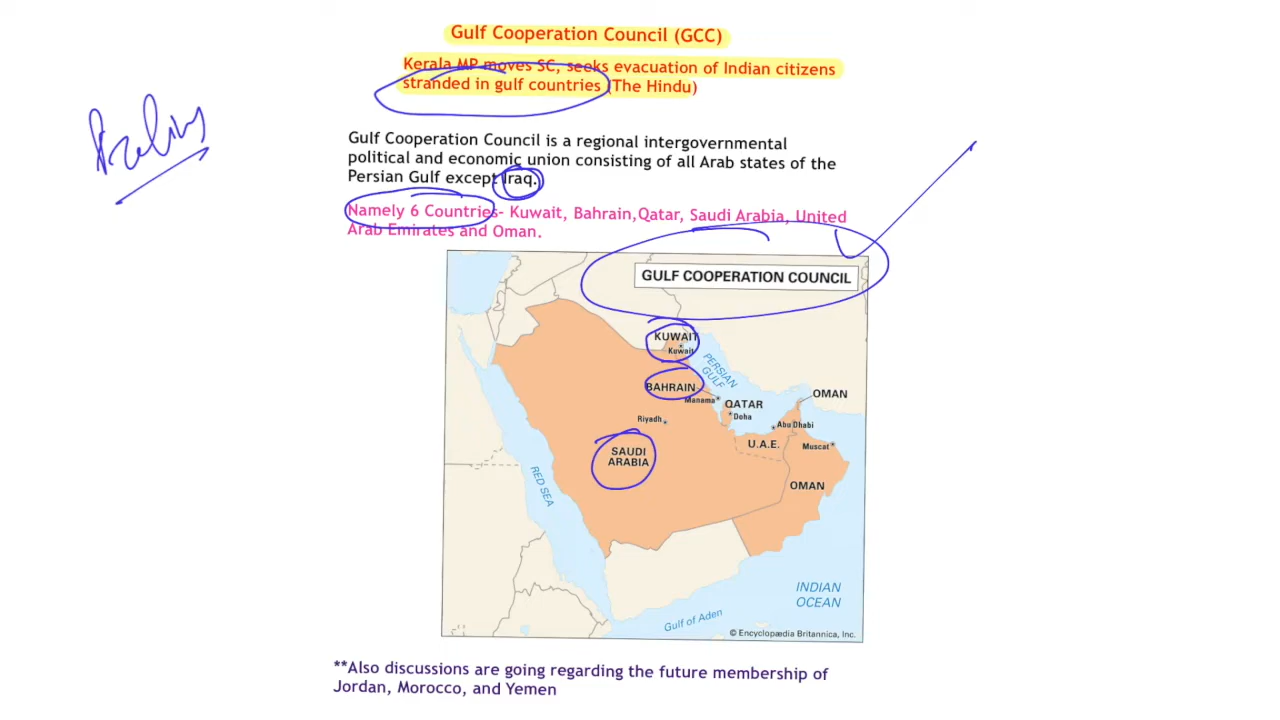 Gulf Cooperation Council (GCC)
Kerala MP moves SC, seeks evacuation of Indian citizens
stranded in gulf countries (The Hindu)
Gulf Cooperation Council is a regional intergovernmental
political and economic union consisting of all Arab states of the
Persian Gulf except Iraq.
Namely 6 Countries- Kuwait, Bahrain,Qatar, Saudi Arabia, United
Arab Emirates and Oman.
GULF COOPERATION COUNCIL
KUWAIT
Kuwait
PERSIAN
GULF
BAHRAIN
Manama
QATAR
Doha
OMAN
Riyadh
Abu Dhabi
U.A.E.
Muscat
SAUDI
ARABIA
RED SEA
OMAN
INDIAN
OCEAN
Gulf of Aden
© Encyclopædia Britannica, Inc.
**Also discussions are going regarding the future membership of
Jordan, Morocco, and Yemen